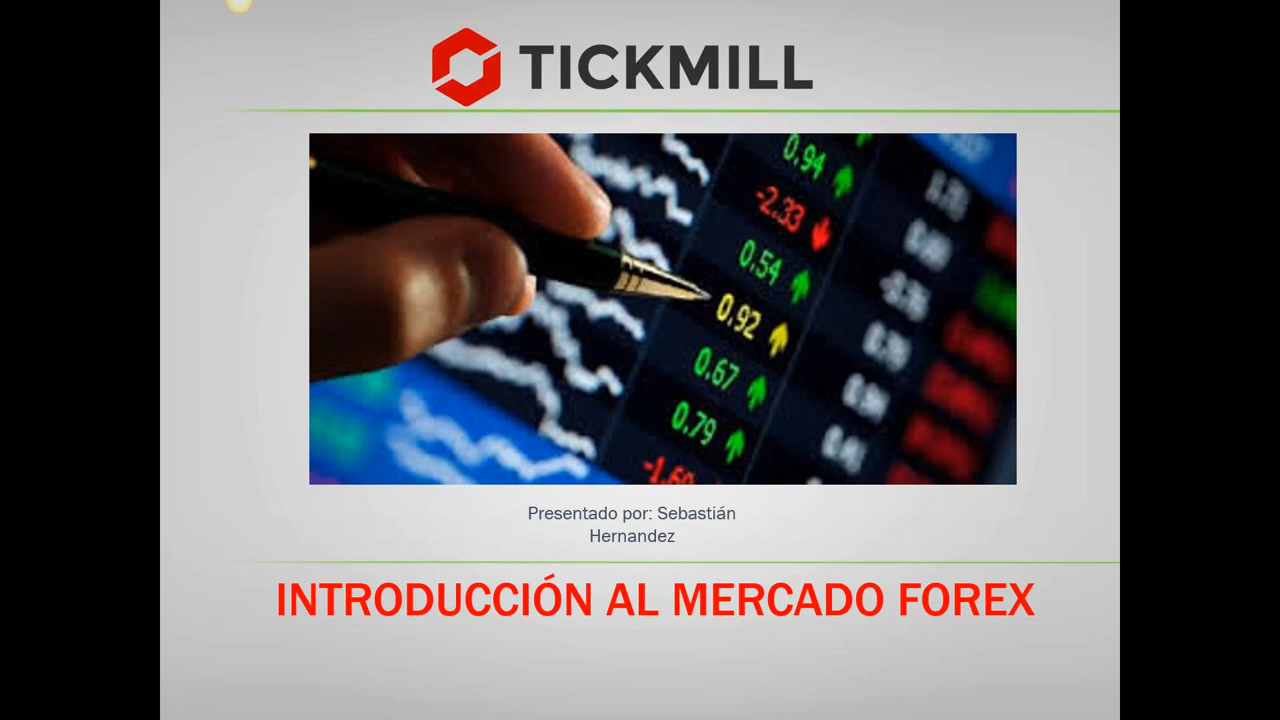 TICKMILL
0.94
-2.33
0.54
0.92
0.67
0.79
Presentado por: Sebastián
Hernandez
INTRODUCCIÓN AL MERCADO FOREX